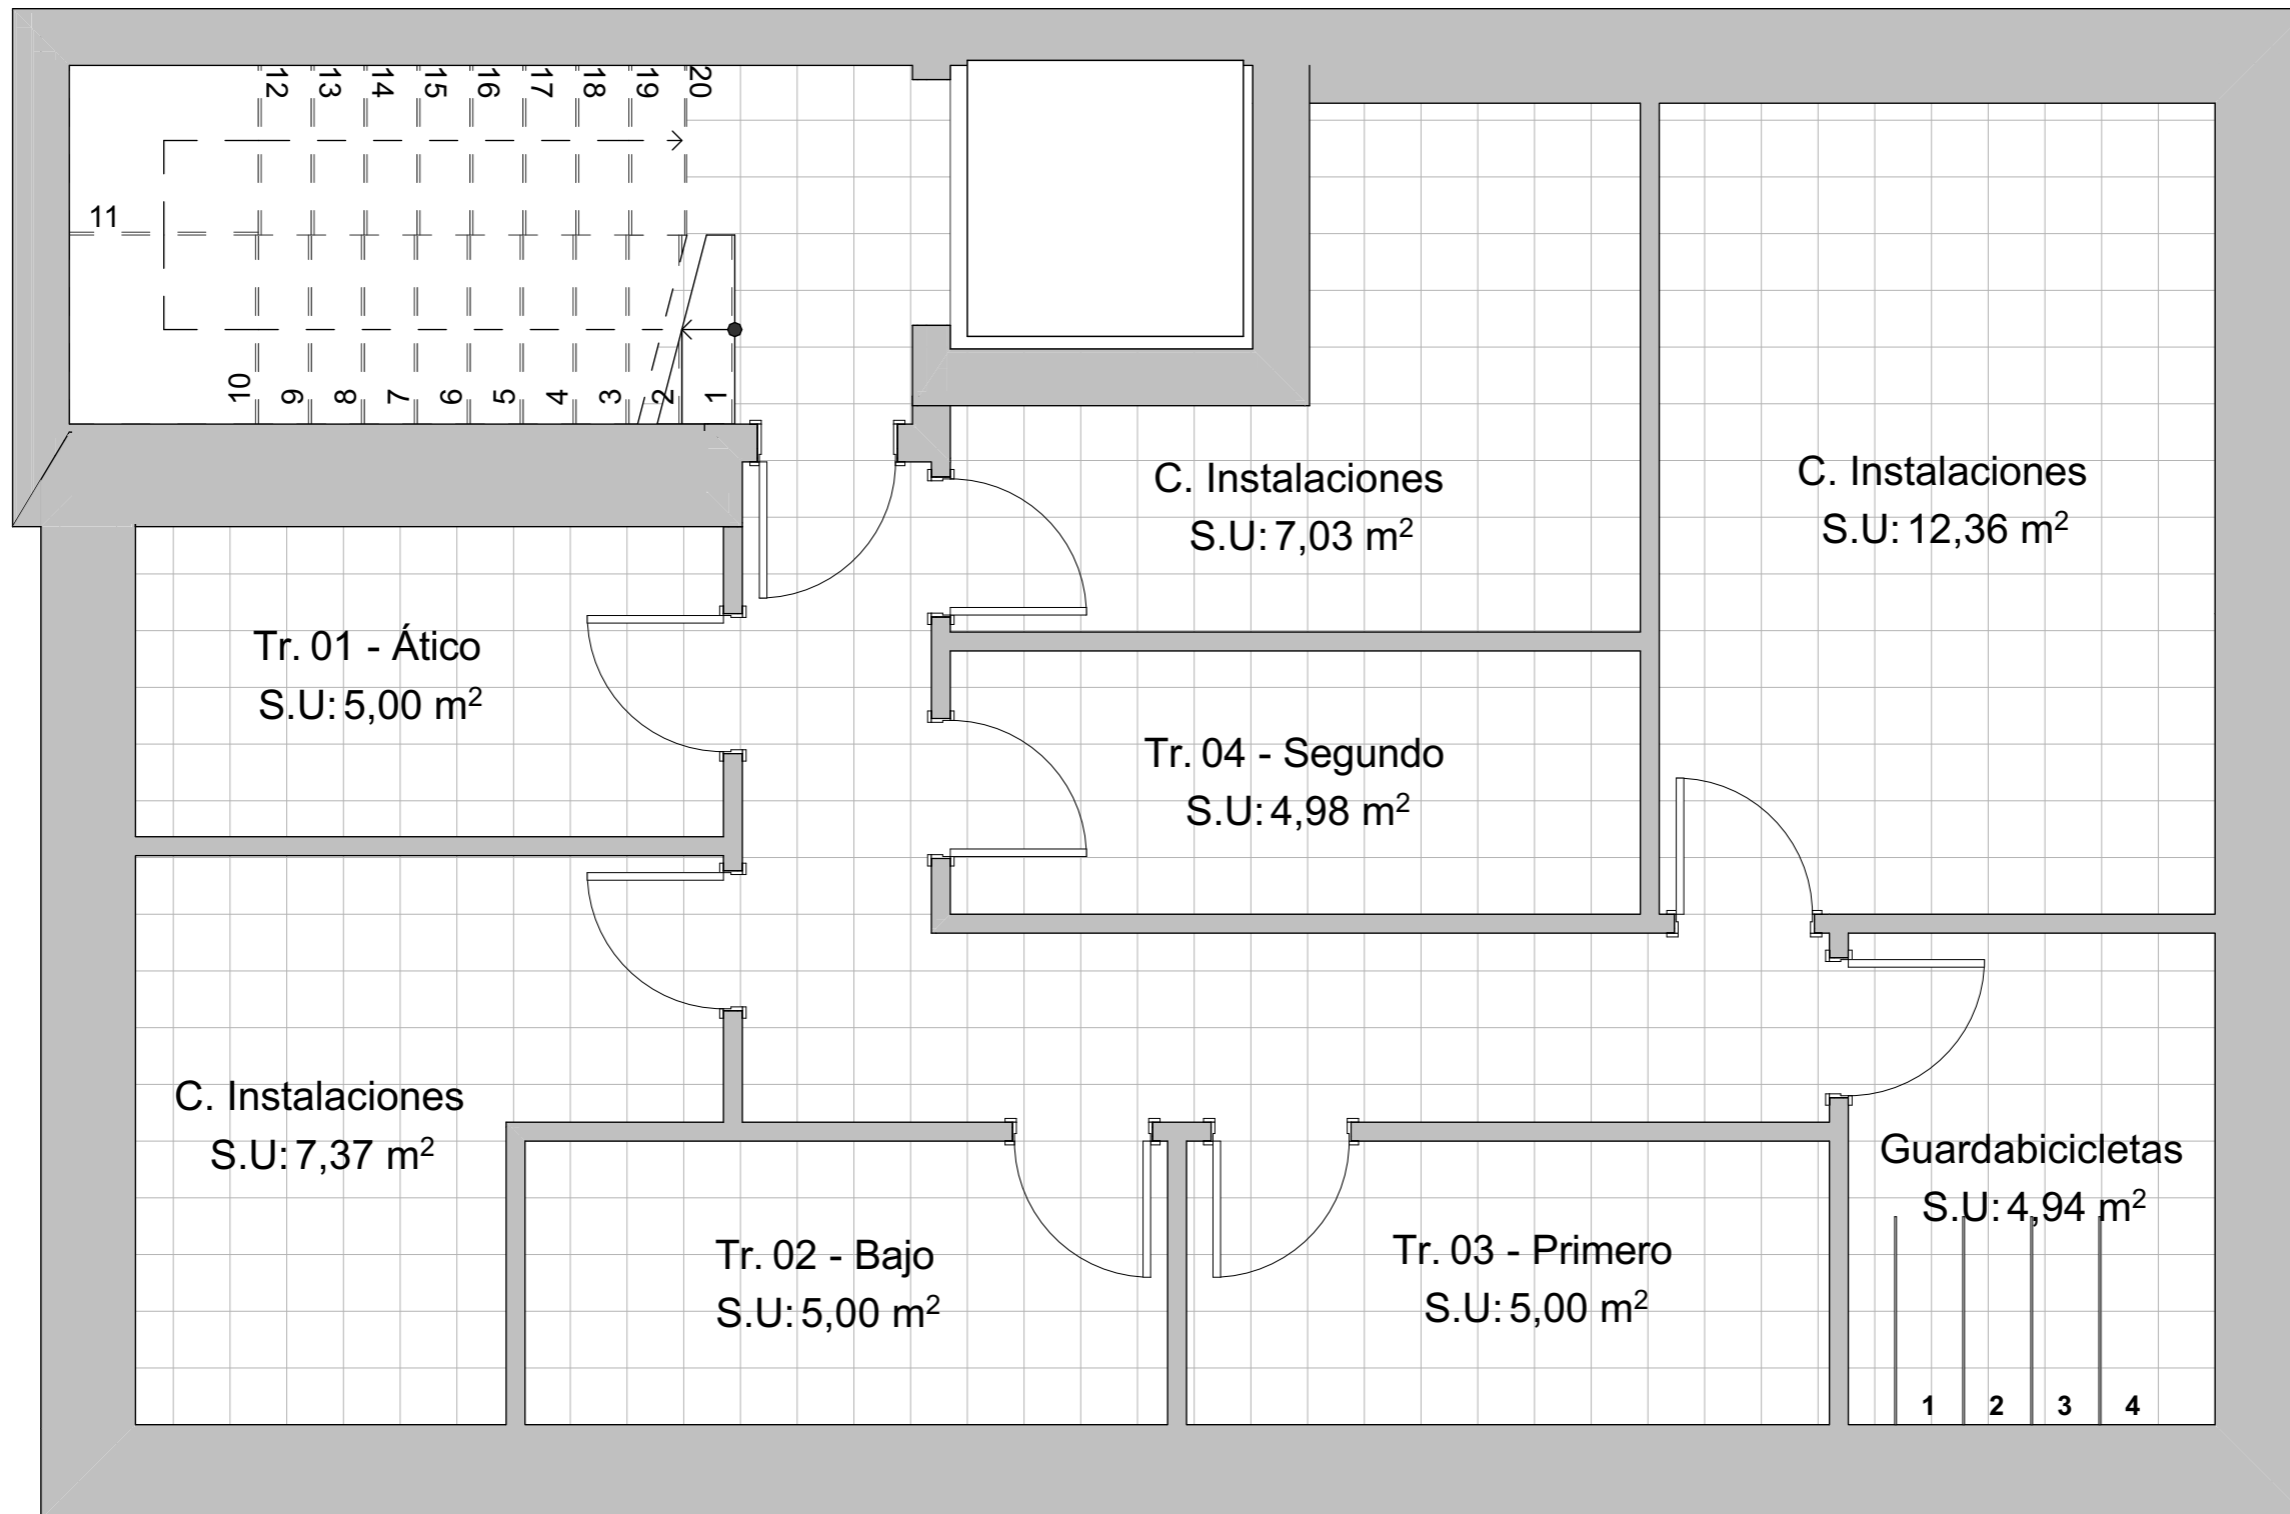 12
13
14
15
16
17
18
19
20
11
10
9
8
7
6
5
4
3
2
1
C. Instalaciones
S.U: 7,03 m²
C. Instalaciones
S.U: 12,36 m²
Tr. 01 - Ático
S.U: 5,00 m²
Tr. 04 - Segundo
S.U: 4,98 m²
C. Instalaciones
S.U: 7,37 m²
Guardabicicletas
S.U: 4,94 m²
Tr. 02 - Bajo
S.U: 5,00 m²
Tr. 03 - Primero
S.U: 5,00 m²
1 2 3 4